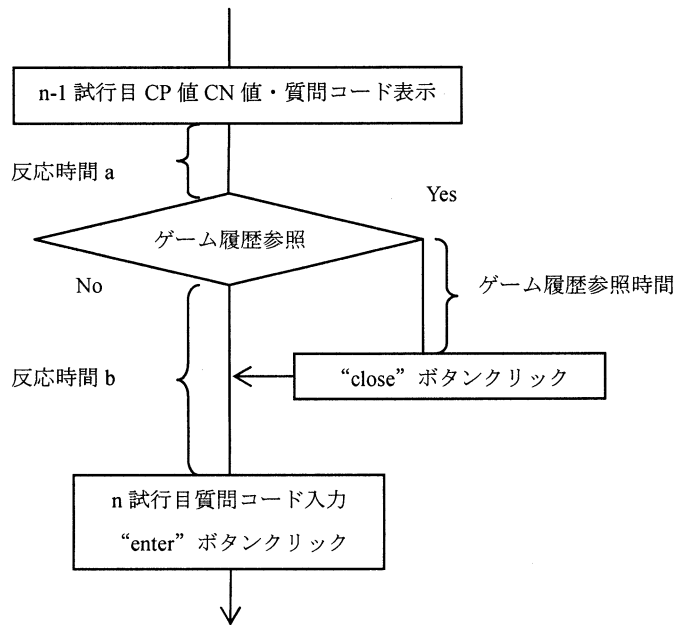 n-1 試行目 CP 値 CN 値・質問コード表示
反応時間 a
Yes
ゲーム履歴参照
No
ゲーム履歴参照時間
反応時間 b
“close” ボタンクリック
n 試行目質問コード入力
“enter” ボタンクリック